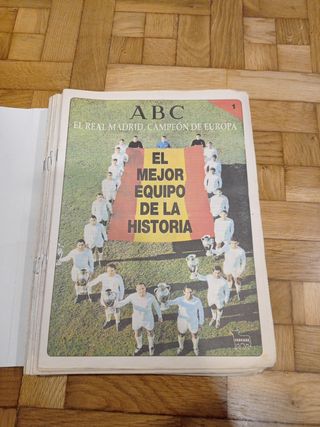 ABC
1
EL REAL MADRID, CAMPEÓN DE EUROPA
EL
MEJOR
EQUIPO
DE LA
HISTORIA